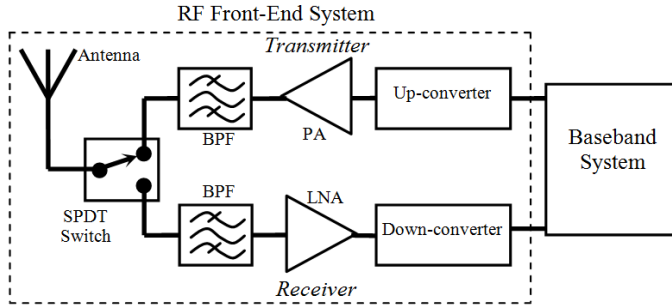 RF Front-End System
Transmitter
Antenna
Up-converter
PA
BPF
Baseband
System
BPF
LNA
SPDT
Switch
Down-converter
Receiver